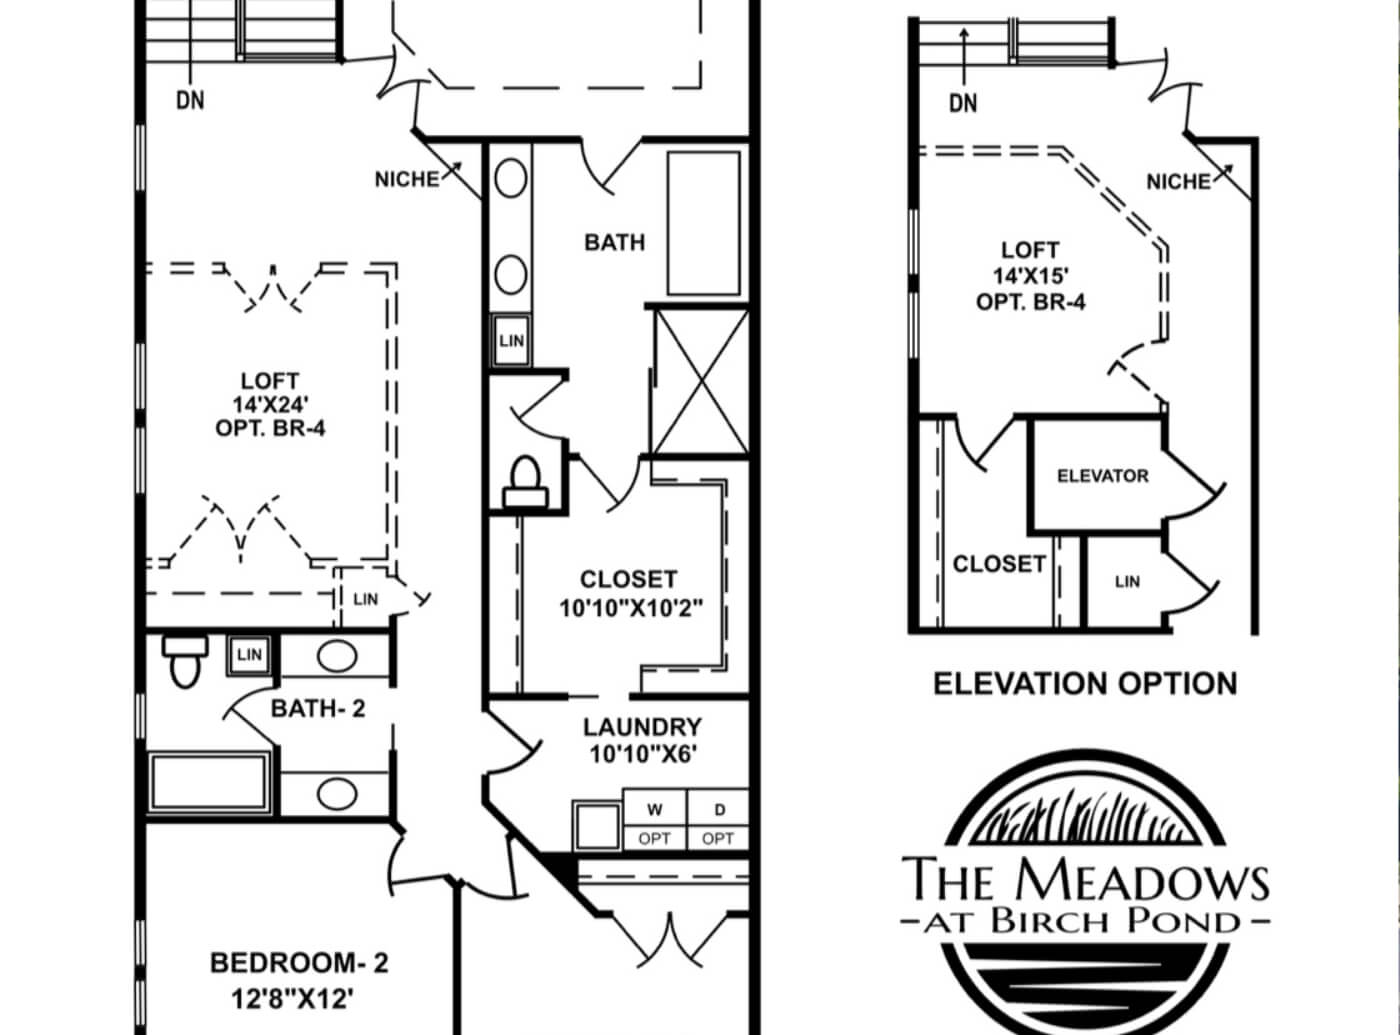 DN
NICHE
BATH
LIN
LOFT
14'X24'
OPT. BR-4
LIN
CLOSET
10'10"X10'2"
LIN
BATH- 2
LAUNDRY
10'10"X6'
W D
OPT OPT
BEDROOM- 2
12'8"X12'
DN
NICHE
LOFT
14'X15'
OPT. BR-4
ELEVATOR
CLOSET
LIN
ELEVATION OPTION
THE MEADOWS
-AT BIRCH POND-